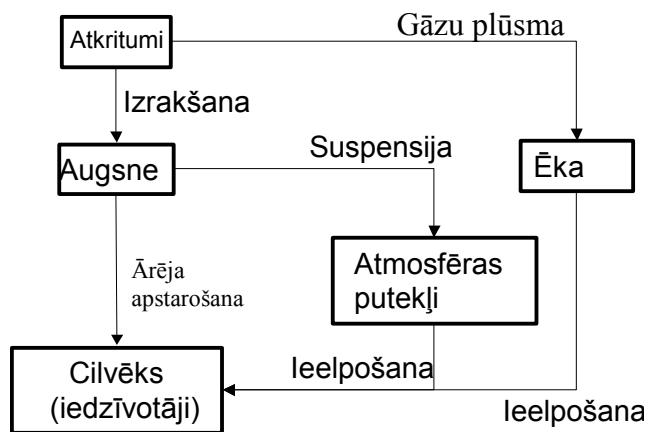 Atkritumi
Gāzu plūsma
Izrakšana
Augsne
Suspensija
Ēka
Ārēja
apstarošana
Atmosfēras
putekļi
Cilvēks
(iedzīvotāji)
Ieelpošana
Ieelpošana